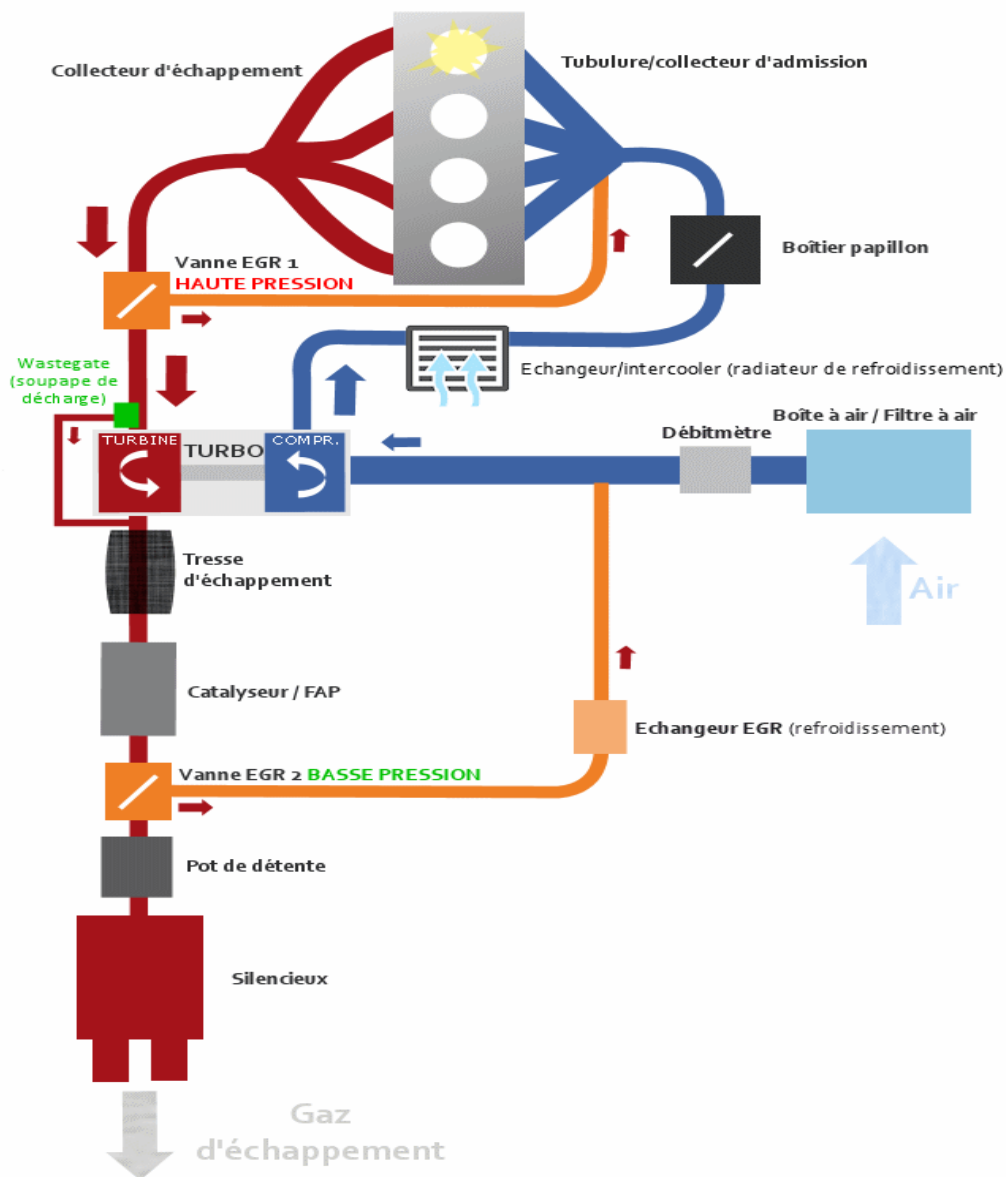 Collecteur d'échappement
Tubulure/collecteur d'admission
Boîtier papillon
Vanne EGR 1
HAUTE PRESSION
Wastegate
(soupape de
décharge)
Echangeur/intercooler (radiateur de refroidissement)
Boîte à air / Filtre à air
Débitmètre
TURBINE
TURBO
COMPR.
Tresse
d'échappement
Air
Catalyseur / FAP
Echangeur EGR (refroidissement)
Vanne EGR 2 BASSE PRESSION
Pot de détente
Silencieux
Gaz
d'échappement